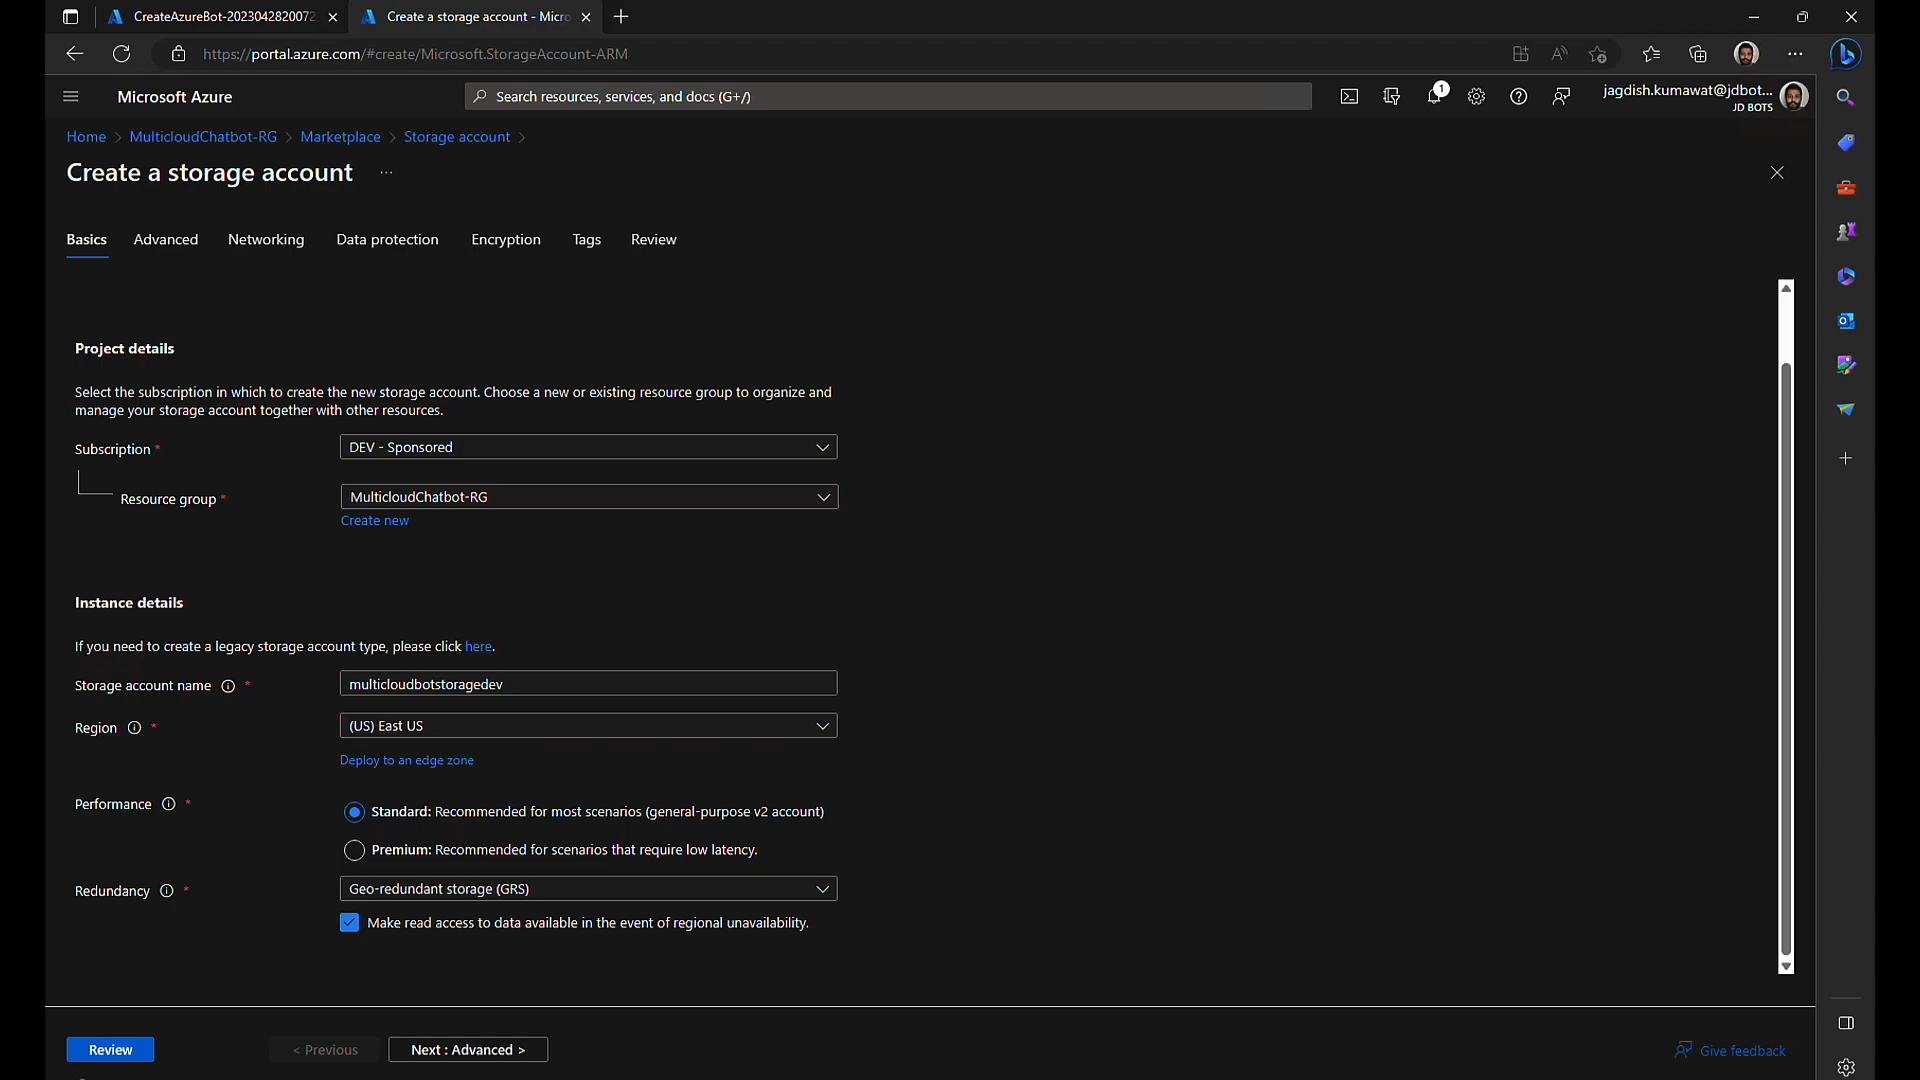 CreateAzureBot-2023042820072
Create a storage account - Micro
https://portal.azure.com/#create/Microsoft.StorageAccount-ARM
Microsoft Azure
Search resources, services, and docs (G+/)
1
jagdish.kumawat@jdbot...
JD BOTS
Home > MulticloudChatbot-RG > Marketplace > Storage account >
Create a storage account ...
Basics Advanced Networking Data protection Encryption Tags Review
Project details
Select the subscription in which to create the new storage account. Choose a new or existing resource group to organize and
manage your storage account together with other resources.
Subscription * DEV - Sponsored
Resource group * MulticloudChatbot-RG
Create new
Instance details
If you need to create a legacy storage account type, please click here.
Storage account name * multicloudbotstoragedev
Region * (US) East US
Deploy to an edge zone
Performance * Standard: Recommended for most scenarios (general-purpose v2 account)
Premium: Recommended for scenarios that require low latency.
Redundancy * Geo-redundant storage (GRS)
Make read access to data available in the event of regional unavailability.
Review < Previous Next : Advanced > Give feedback